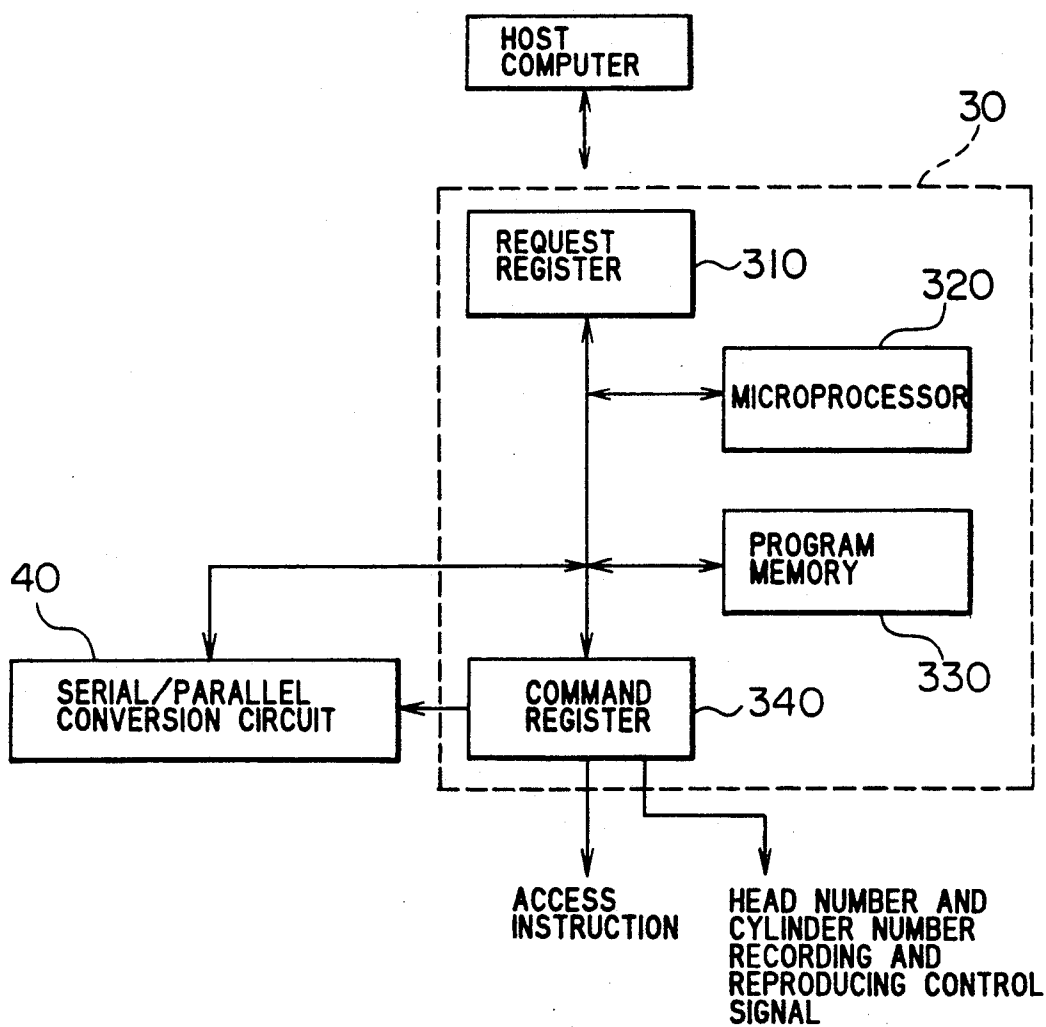 HOST
COMPUTER
30
REQUEST
REGISTER
310
320
MICROPROCESSOR
PROGRAM
MEMORY
40
330
SERIAL/PARALLEL
CONVERSION CIRCUIT
COMMAND
REGISTER
340
ACCESS
INSTRUCTION
HEAD NUMBER AND
CYLINDER NUMBER
RECORDING AND
REPRODUCING CONTROL
SIGNAL